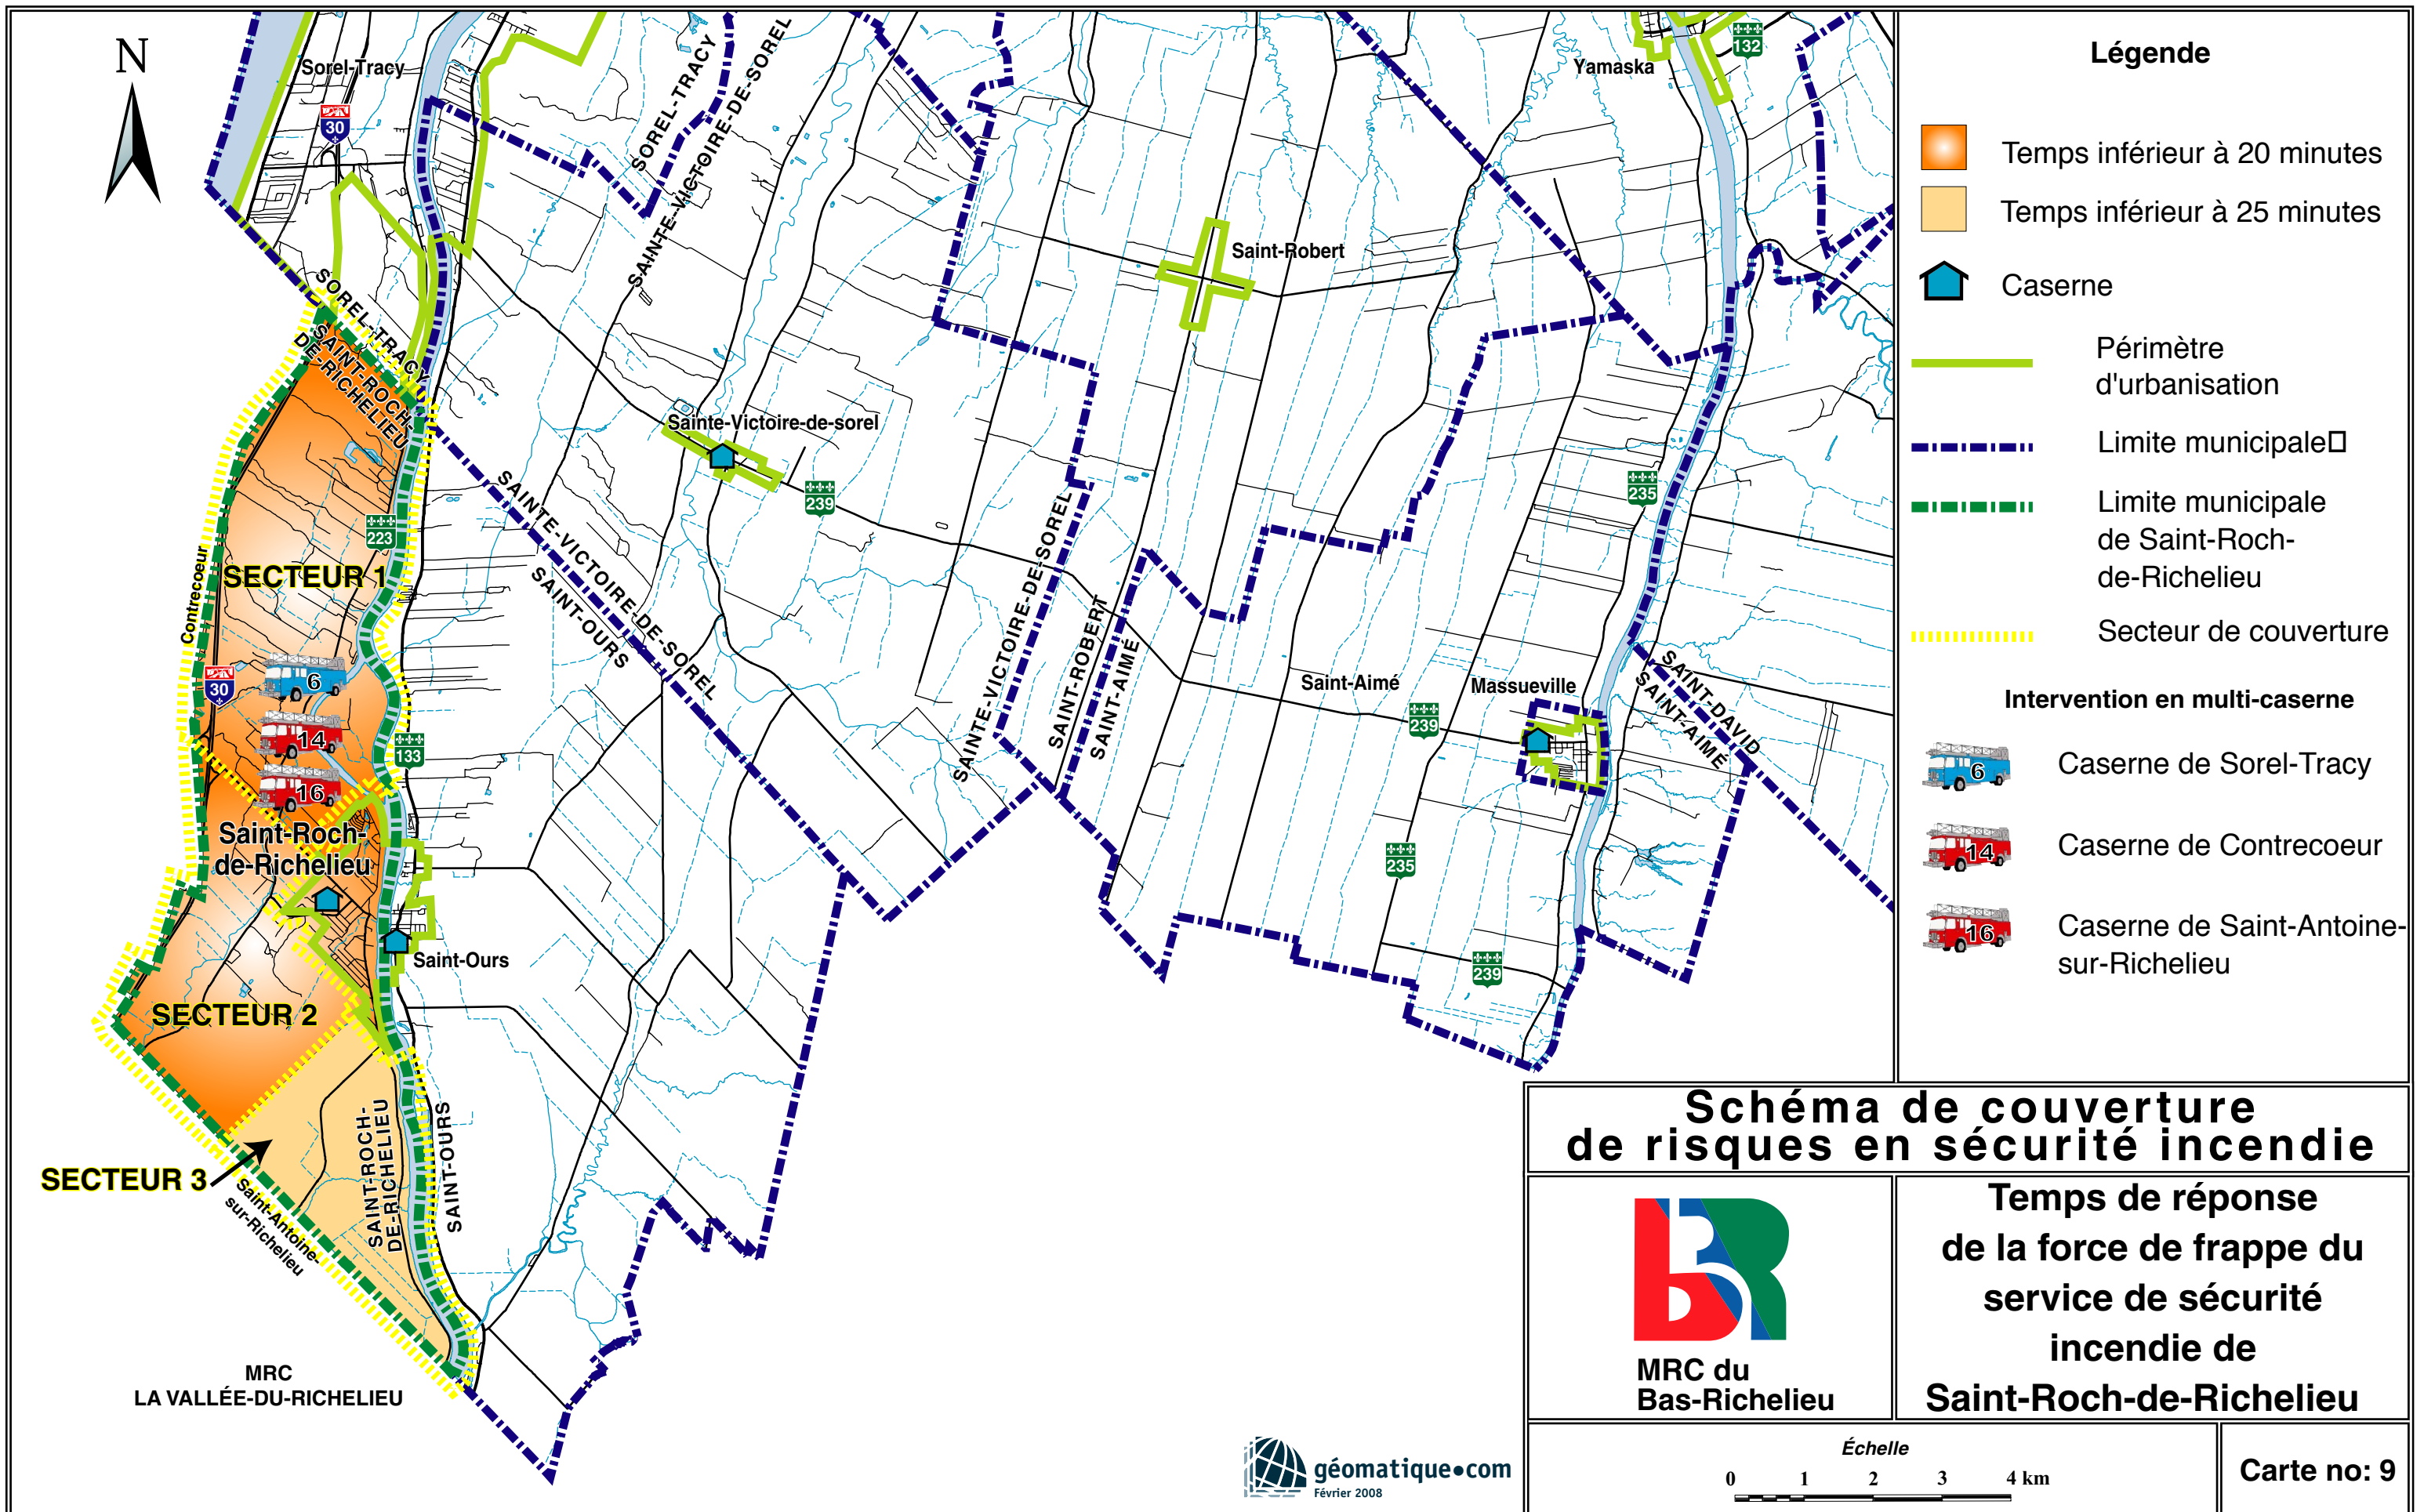 N
Sorel-Tracy
30
SOREL-TRACY
SAINTE-VICTOIRE-DE-SOREL
Yamaska
132
Saint-Robert
SOREL-TRACY
SAINT-ROCH-
DE-RICHELIEU
Sainte-Victoire-de-sorel
239
235
223
Contrecoeur
SECTEUR 1
SAINTE-VICTOIRE-DE-SOREL
SAINT-OURS
SAINTE-VICTOIRE-DE-SOREL
SAINT-ROBERT
SAINT-AIMÉ
30
6
14
16
133
Saint-Aimé
Massueville
239
SAINT-DAVID
SAINT-AIMÉ
Saint-Roch-
de-Richelieu
235
Saint-Ours
239
SECTEUR 2
SECTEUR 3
SAINT-ROCH-
DE-RICHELIEU
SAINT-OURS
Saint-Antoine-
sur-Richelieu
MRC
LA VALLÉE-DU-RICHELIEU
Légende
Temps inférieur à 20 minutes
Temps inférieur à 25 minutes
Caserne
Périmètre
d'urbanisation
Limite municipale□
Limite municipale
de Saint-Roch-
de-Richelieu
Secteur de couverture
Intervention en multi-caserne
6 Caserne de Sorel-Tracy
14 Caserne de Contrecoeur
16 Caserne de Saint-Antoine-
sur-Richelieu
Schéma de couverture
de risques en sécurité incendie
MRC du
Bas-Richelieu
Temps de réponse
de la force de frappe du
service de sécurité
incendie de
Saint-Roch-de-Richelieu
géomatique•com
Février 2008
Échelle
0 1 2 3 4 km
Carte no: 9